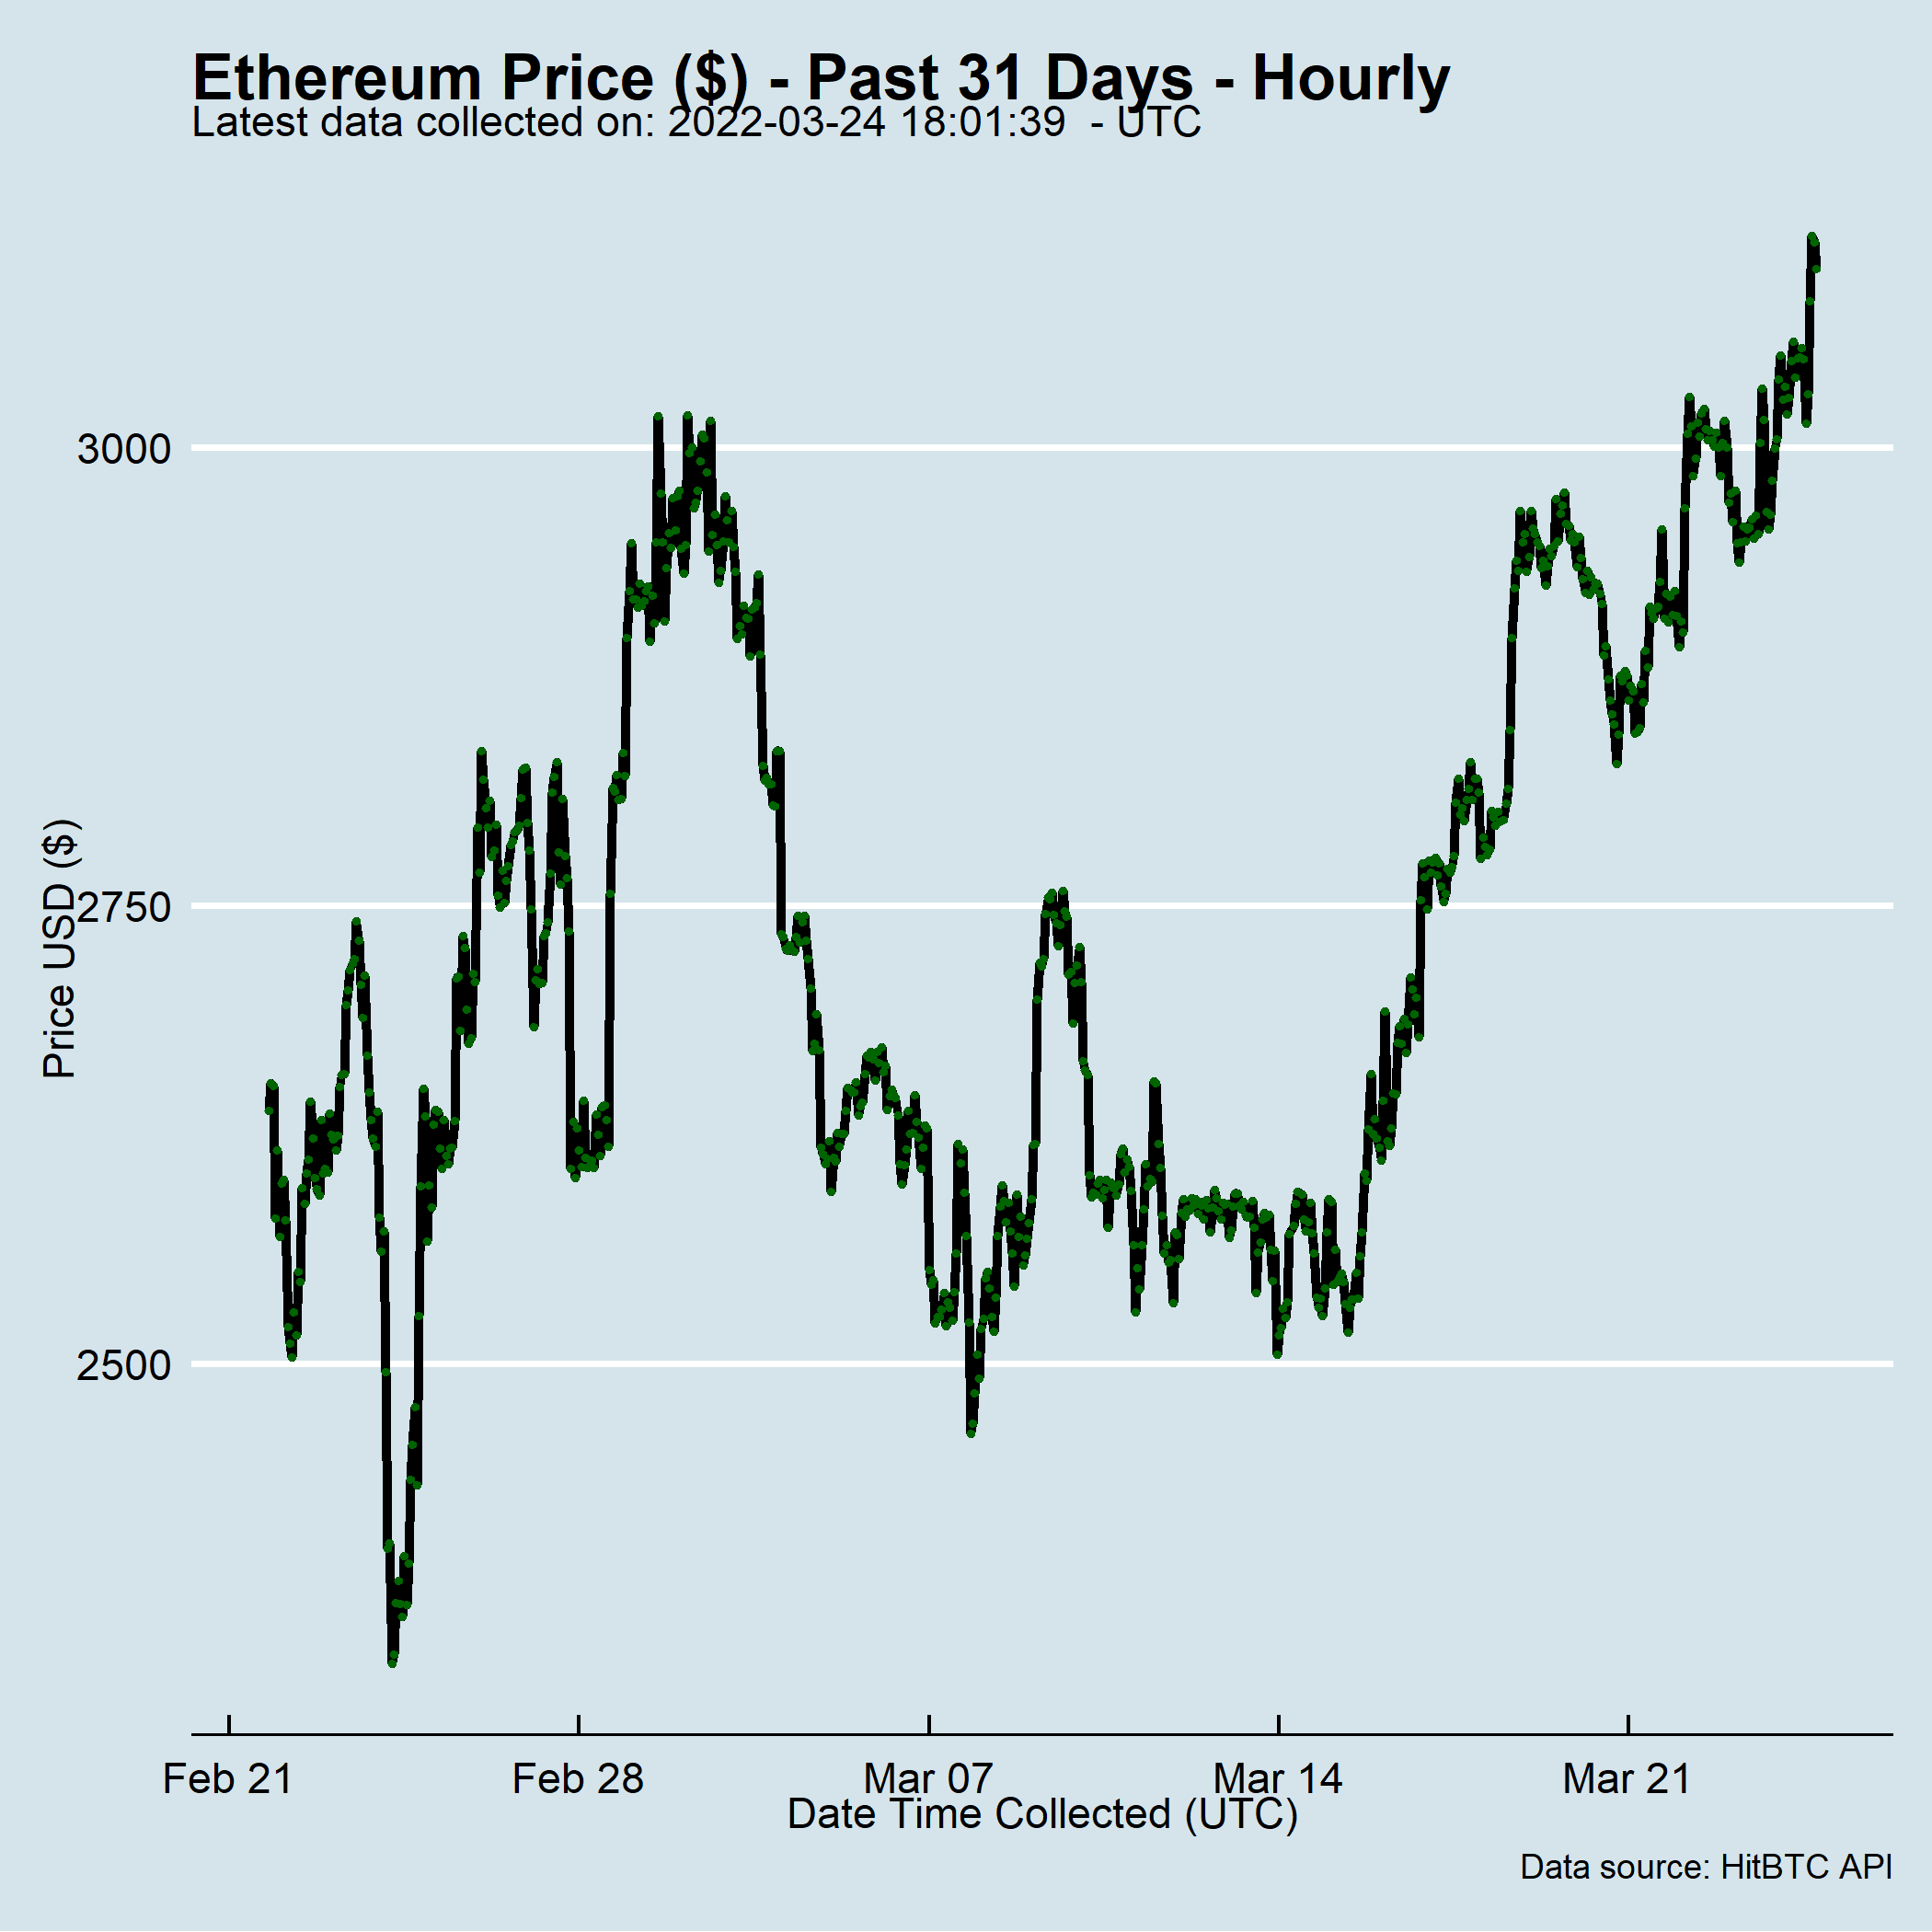 Ethereum Price ($) - Past 31 Days - Hourly
Latest data collected on: 2022-03-24 18:01:39  - UTC
Price USD ($)
3000
2750
2500
Feb 21
Feb 28
Mar 07
Mar 14
Mar 21
Date Time Collected (UTC)
Data source: HitBTC API